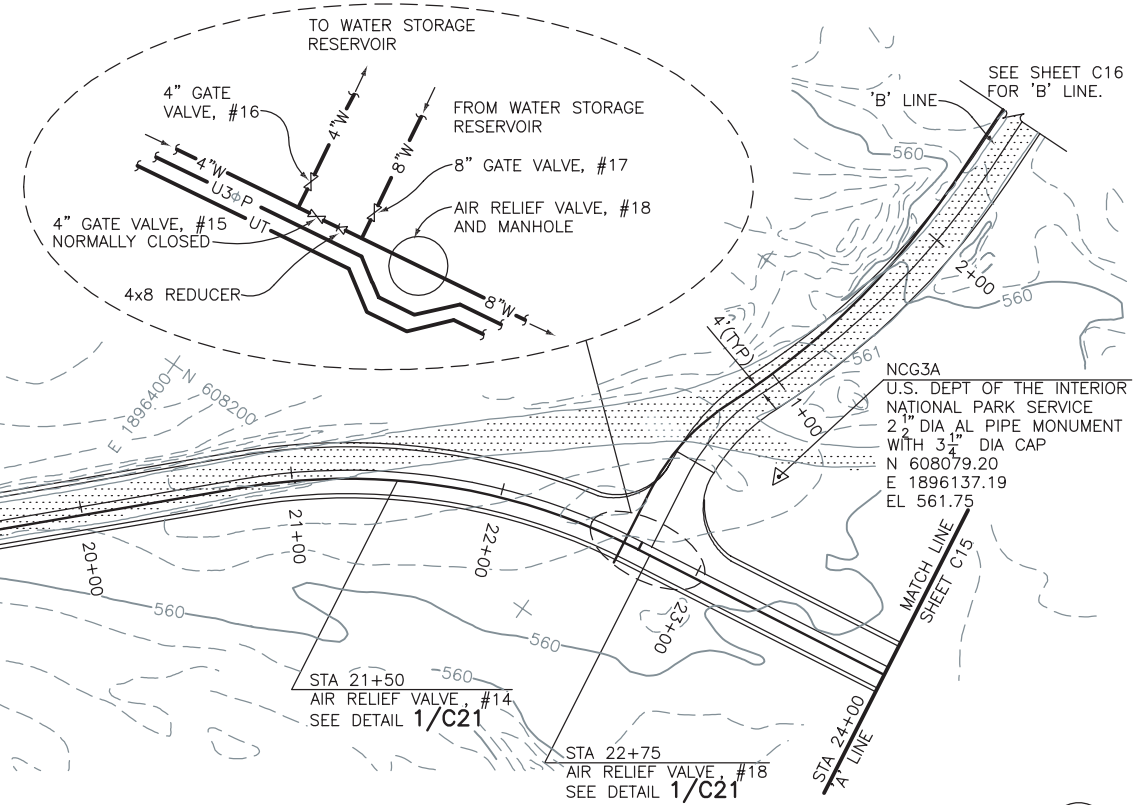 TO WATER STORAGE
RESERVOIR
4" GATE
VALVE, #16
4"W
8"W
FROM WATER STORAGE
RESERVOIR
8" GATE VALVE, #17
AIR RELIEF VALVE, #18
AND MANHOLE
4"W
U3ϕP
UT
4" GATE VALVE, #15
NORMALLY CLOSED
4x8 REDUCER
8"W
SEE SHEET C16
FOR 'B' LINE.
'B' LINE
560
2+00
560
4'(TYP)
561
1+00
NCG3A
U.S. DEPT OF THE INTERIOR
NATIONAL PARK SERVICE
2 1/2" DIA AL PIPE MONUMENT
WITH 3 1/4" DIA CAP
N 608079.20
E 1896137.19
EL 561.75
E 1896400
N 608200
20+00
21+00
22+00
23+00
560
560
560
MATCH LINE
SHEET C15
STA 24+00
'A' LINE
STA 21+50
AIR RELIEF VALVE, #14
SEE DETAIL 1/C21
STA 22+75
AIR RELIEF VALVE, #18
SEE DETAIL 1/C21